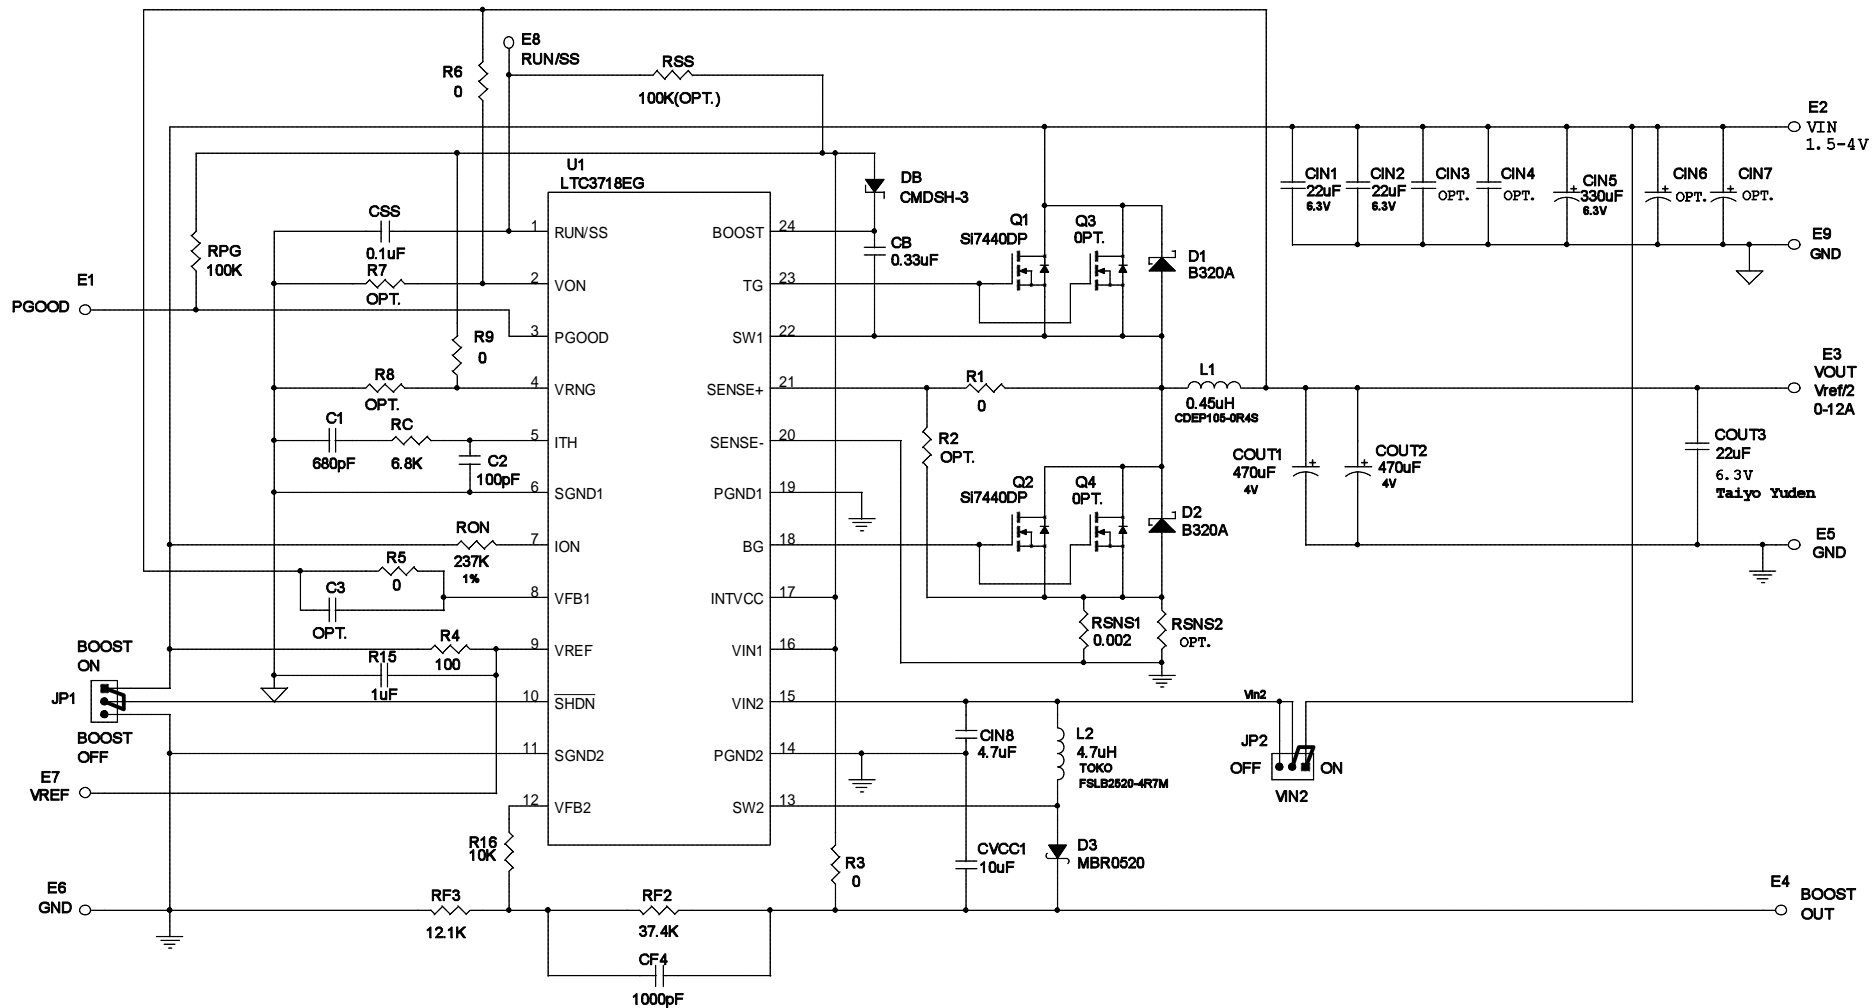 E8
RUN/SS
RSS
100K(OPT.)
R6
0
E2
VIN
1.5-4V
U1
LTC3718EG
DB
CMDSH-3
CIN1
22uF
6.3V
CIN2
22uF
6.3V
CIN3
OPT.
CIN4
OPT.
CIN5
+
330uF
6.3V
CIN6
+
OPT.
CIN7
+
OPT.
CSS
0.1uF
1
RUN/SS
BOOST
24
CB
0.33uF
Q1
SI7440DP
Q3
0PT.
D1
B320A
E9
GND
RPG
100K
R7
OPT.
2
VON
TG
23
E1
PGOOD
3
PGOOD
SW1
22
R9
0
R8
OPT.
4
VRNG
SENSE+
21
R1
0
L1
0.45uH
CDEP105-0R4S
E3
VOUT
Vref/2
0-12A
C1
680pF
RC
6.8K
5
ITH
SENSE-
20
R2
OPT.
C2
100pF
COUT1
470uF
4V
+
COUT2
470uF
4V
+
COUT3
22uF
6.3V
Taiyo Yuden
6
SGND1
PGND1
19
Q2
SI7440DP
Q4
0PT.
D2
B320A
RON
237K
1%
7
ION
BG
18
E5
GND
R5
0
C3
OPT.
8
VFB1
INTVCC
17
RSNS1
0.002
RSNS2
OPT.
R4
100
9
VREF
VIN1
16
BOOST
ON
R15
1uF
JP1
10
SHDN
VIN2
15
Vin2
BOOST
OFF
11
SGND2
PGND2
14
CIN8
4.7uF
L2
4.7uH
TOKO
FSLB2520-4R7M
JP2
OFF
ON
VIN2
E7
VREF
12
VFB2
SW2
13
R16
10K
R3
0
CVCC1
10uF
D3
MBR0520
E6
GND
RF3
12.1K
RF2
37.4K
E4
BOOST
OUT
CF4
1000pF